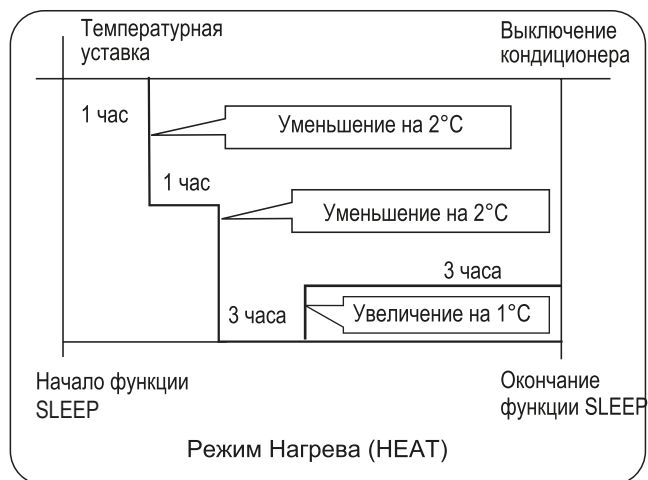 Температурная
уставка
Выключение
кондиционера
1 час
Уменьшение на 2°C
1 час
Уменьшение на 2°C
3 часа
3 часа
Увеличение на 1°C
Начало функции
SLEEP
Окончание
функции SLEEP
Режим Нагрева (HEAT)